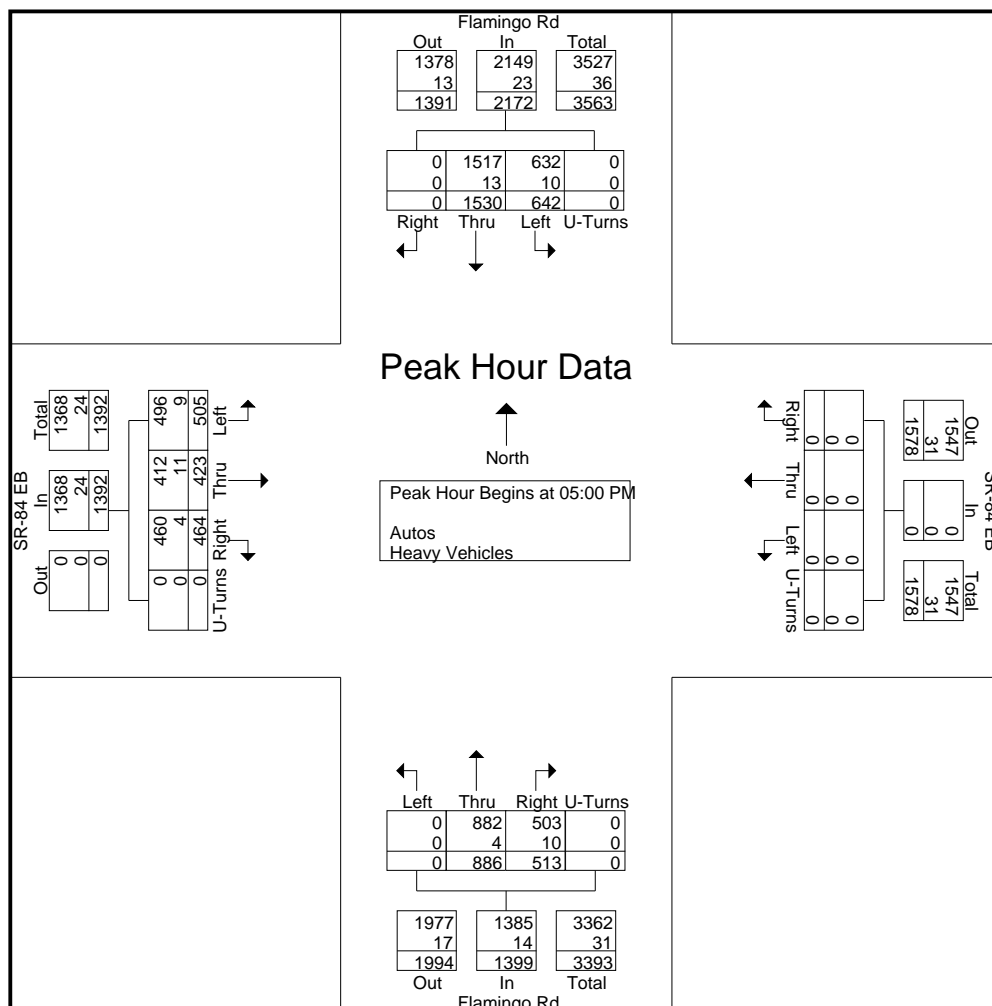 Flamingo Rd
Out In Total
1378 2149 3527
13 23 36
1391 2172 3563
0 1517 632 0
0 13 10 0
0 1530 642 0
Right Thru Left U-Turns
Peak Hour Data
North
Peak Hour Begins at 05:00 PM
Autos
Heavy Vehicles
SR-84 EB
Total In Out
1368 1368 0
24 24 0
1392 1392 0
496 412 460 0
9 11 4 0
505 423 464 0
Left Thru Right U-Turns
Right Thru Left U-Turns
0 0 0 0
0 0 0 0
0 0 0 0
1578 0 1578
31 0 31
1547 0 1547
Out In Total
SR-84 EB
Left Thru Right U-Turns
0 882 503 0
0 4 10 0
0 886 513 0
1977 1385 3362
17 14 31
1994 1399 3393
Out In Total
Flamingo Rd